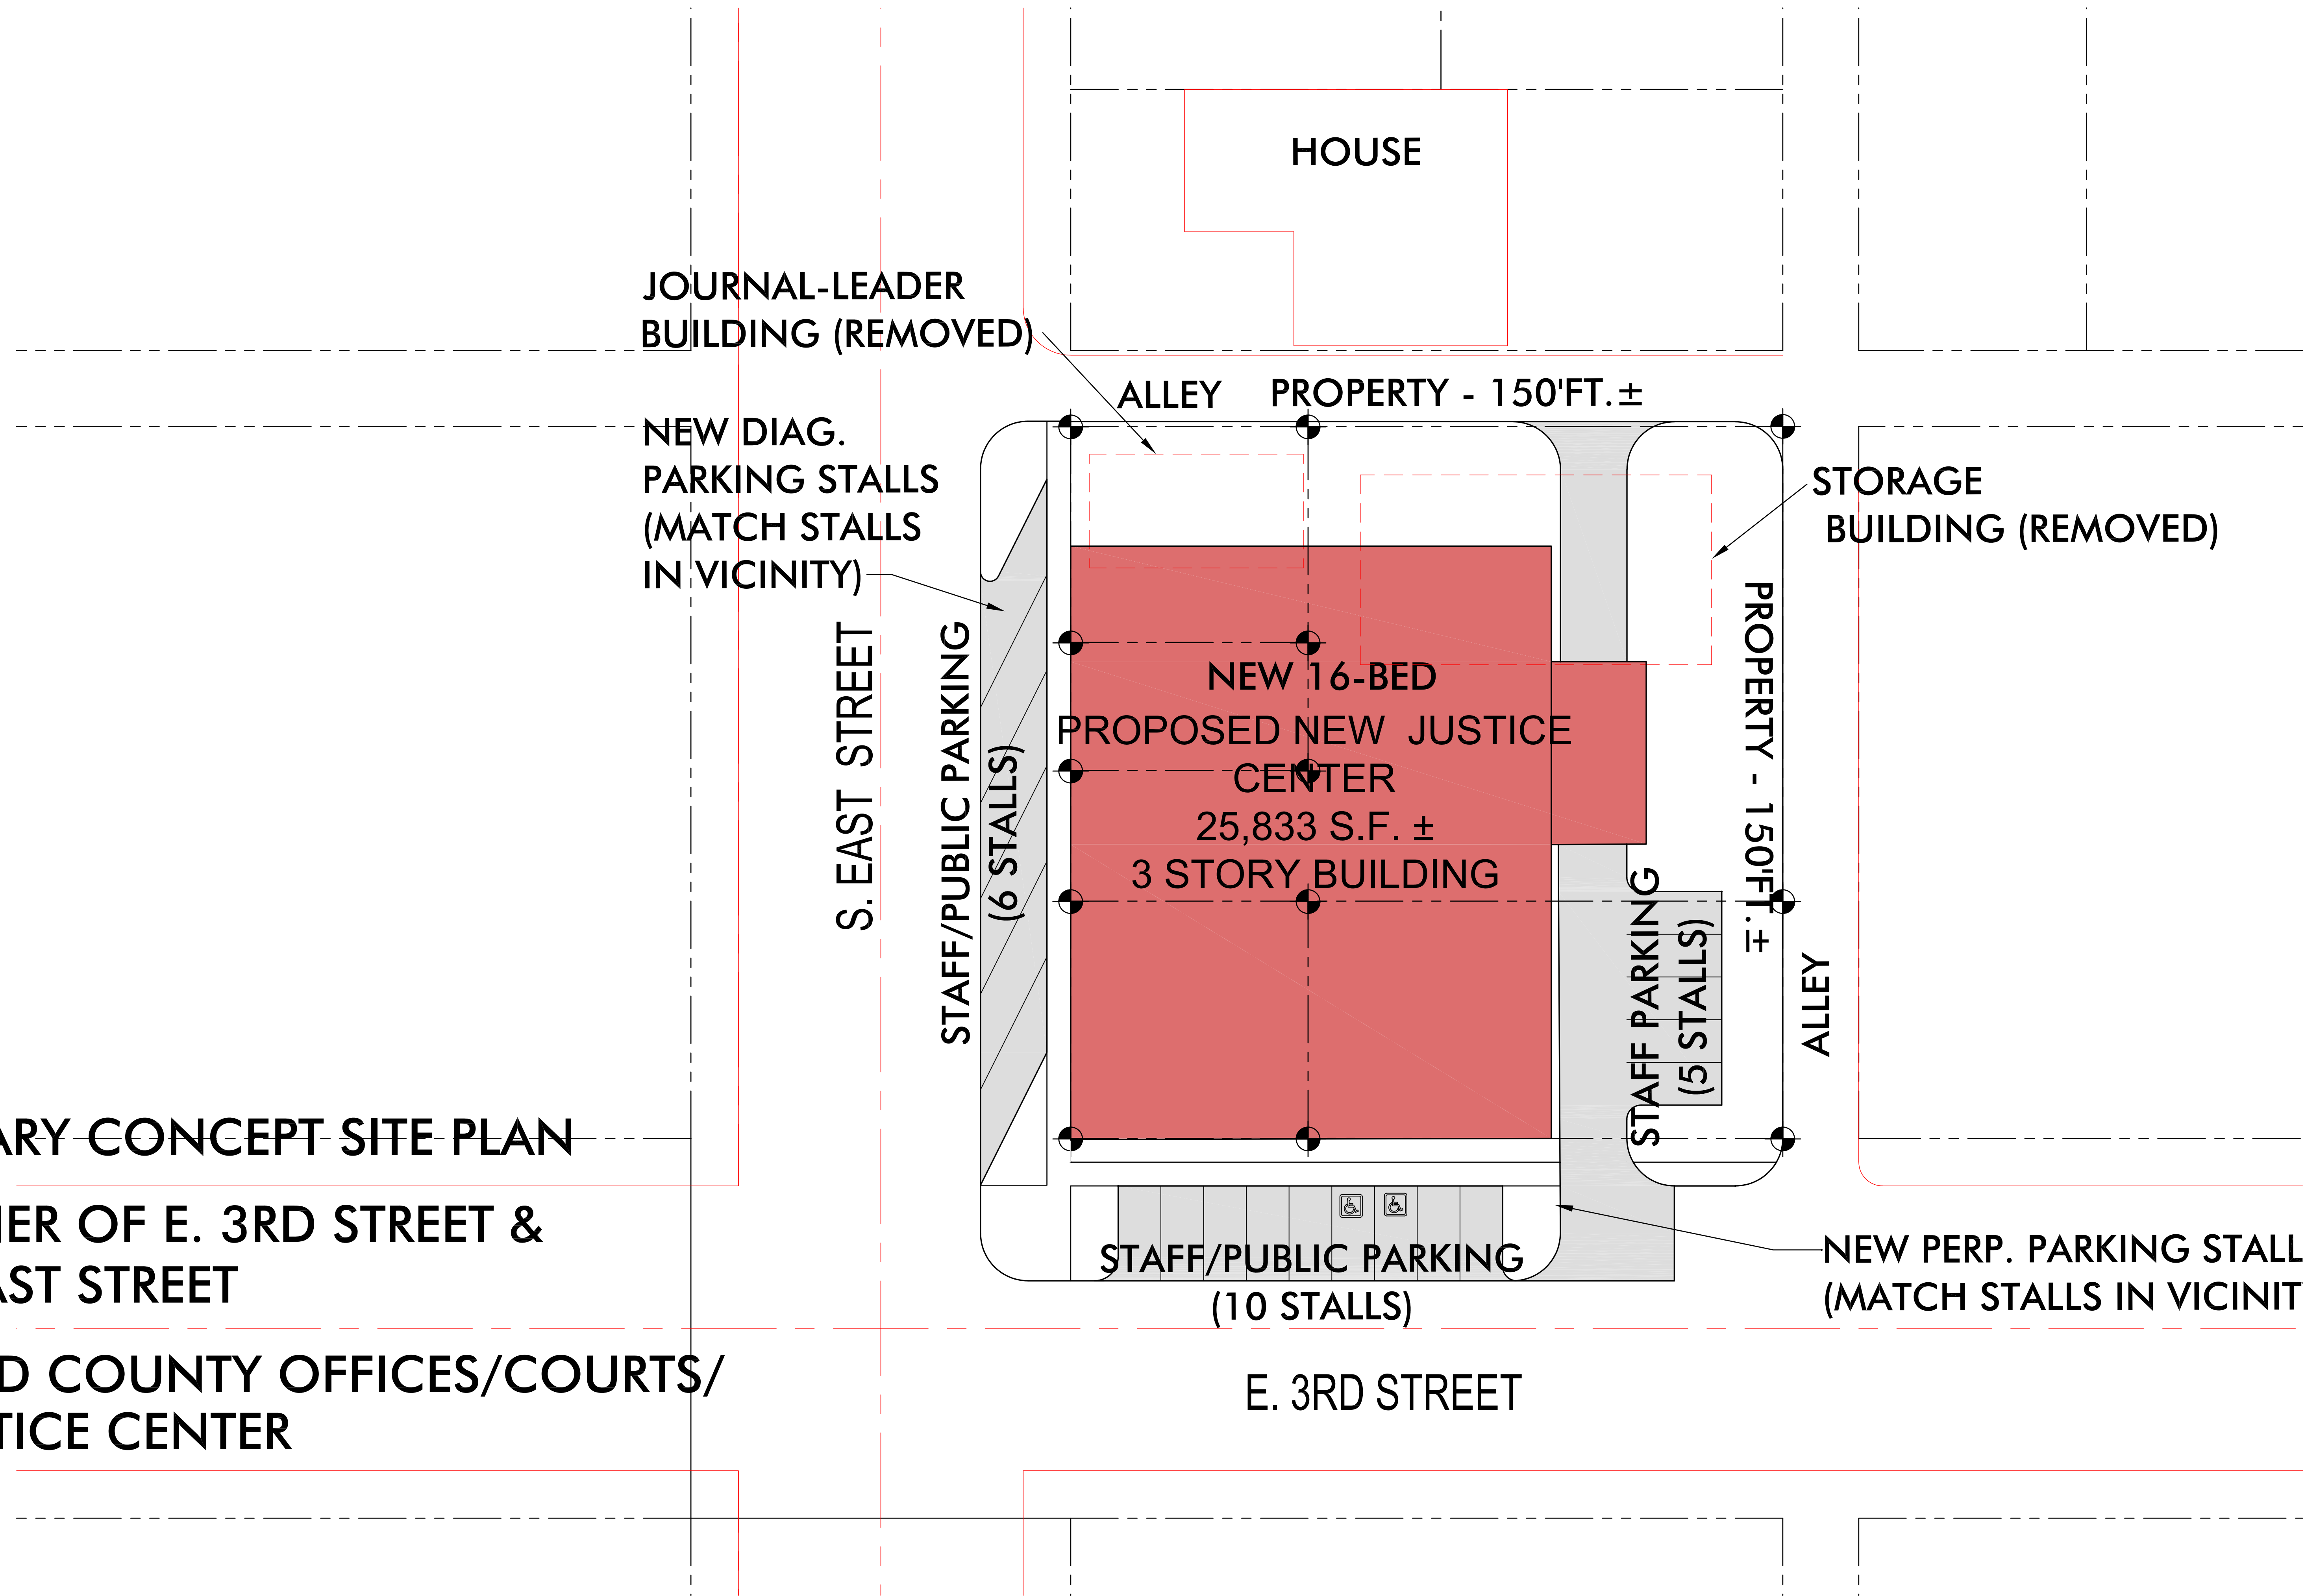 HOUSE
JOURNAL-LEADER
BUILDING (REMOVED)
ALLEY
PROPERTY - 150'FT.±
NEW DIAG.
PARKING STALLS
(MATCH STALLS
IN VICINITY)
STORAGE
BUILDING (REMOVED)
S. EAST STREET
STAFF/PUBLIC PARKING
(6 STALLS)
NEW 16-BED
PROPOSED NEW JUSTICE
CENTER
25,833 S.F. ±
3 STORY BUILDING
PROPERTY - 150'FT.±
STAFF PARKING
(5 STALLS)
ALLEY
ARY CONCEPT SITE PLAN
NER OF E. 3RD STREET &
AST STREET
D COUNTY OFFICES/COURTS/
TICE CENTER
STAFF/PUBLIC PARKING
(10 STALLS)
NEW PERP. PARKING STALL
(MATCH STALLS IN VICINIT
E. 3RD STREET